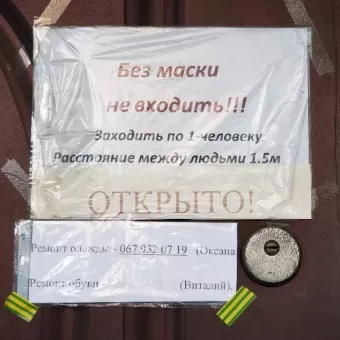 Без маски
не входить!!!
Заходить по 1-человеку
Расстояние между людьми 1.5м
ОТКРЫТО!
Ремонт одежды - 067 952 07 19 (Оксана
Ремонт обуви - (Виталий).